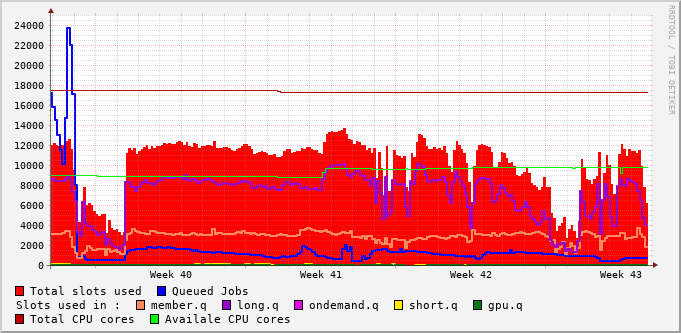 RRDTOOL / TOBI OETIKER
24000
22000
20000
18000
16000
14000
12000
10000
8000
6000
4000
2000
0
Week 40 Week 41 Week 42 Week 43
Total slots used Queued Jobs
Slots used in : member.q long.q ondemand.q short.q gpu.q
Total CPU cores Availale CPU cores